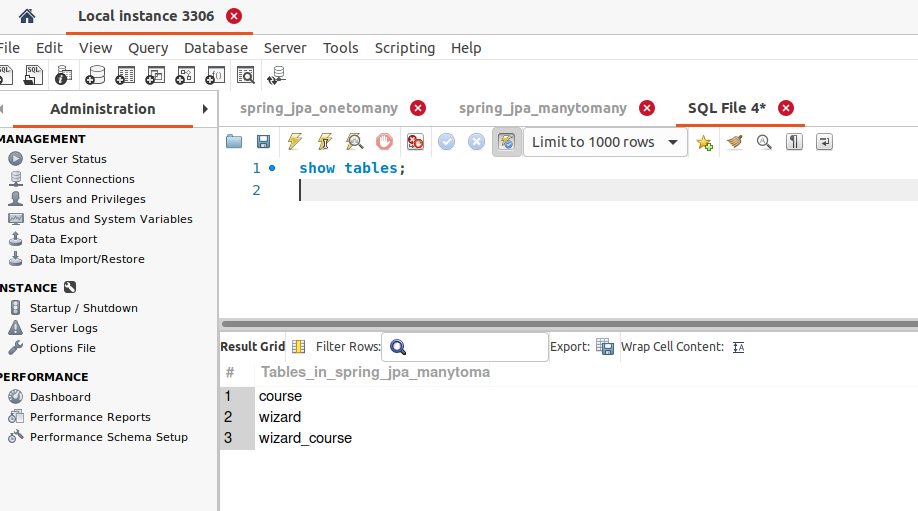 Local instance 3306
File Edit View Query Database Server Tools Scripting Help
Administration
spring_jpa_onetomany spring_jpa_manytomany SQL File 4*
MANAGEMENT
Server Status
Client Connections
Users and Privileges
Status and System Variables
Data Export
Data Import/Restore
INSTANCE
Startup / Shutdown
Server Logs
Options File
PERFORMANCE
Dashboard
Performance Reports
Performance Schema Setup
Limit to 1000 rows
1 show tables;
2
Result Grid Filter Rows: Export: Wrap Cell Content:
# Tables_in_spring_jpa_manytoma
1 course
2 wizard
3 wizard_course